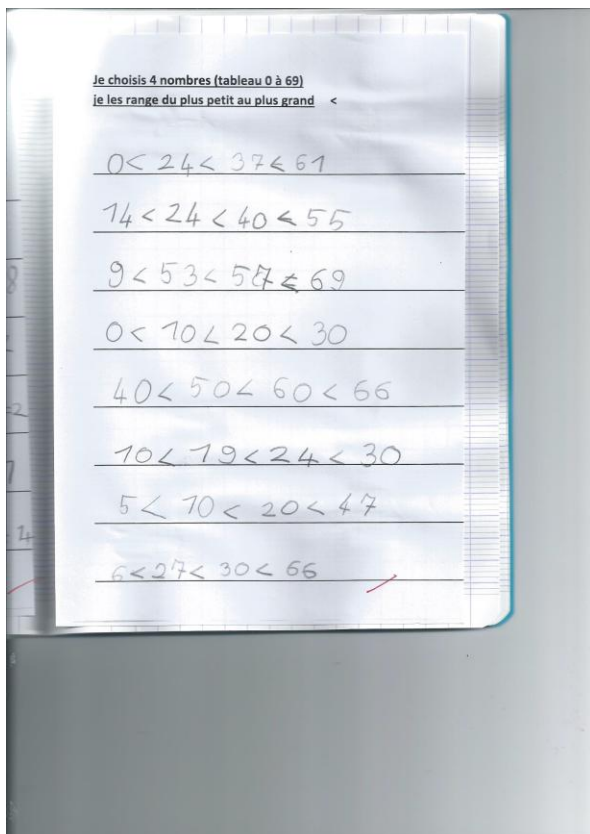 Je choisis 4 nombres (tableau 0 à 69)
je les range du plus petit au plus grand <
0 < 24 < 37 < 61
14 < 24 < 40 < 55
9 < 53 < 57 < 69
0 < 10 < 20 < 30
40 < 50 < 60 < 66
10 < 19 < 24 < 30
5 < 10 < 20 < 47
6 < 27 < 30 < 66